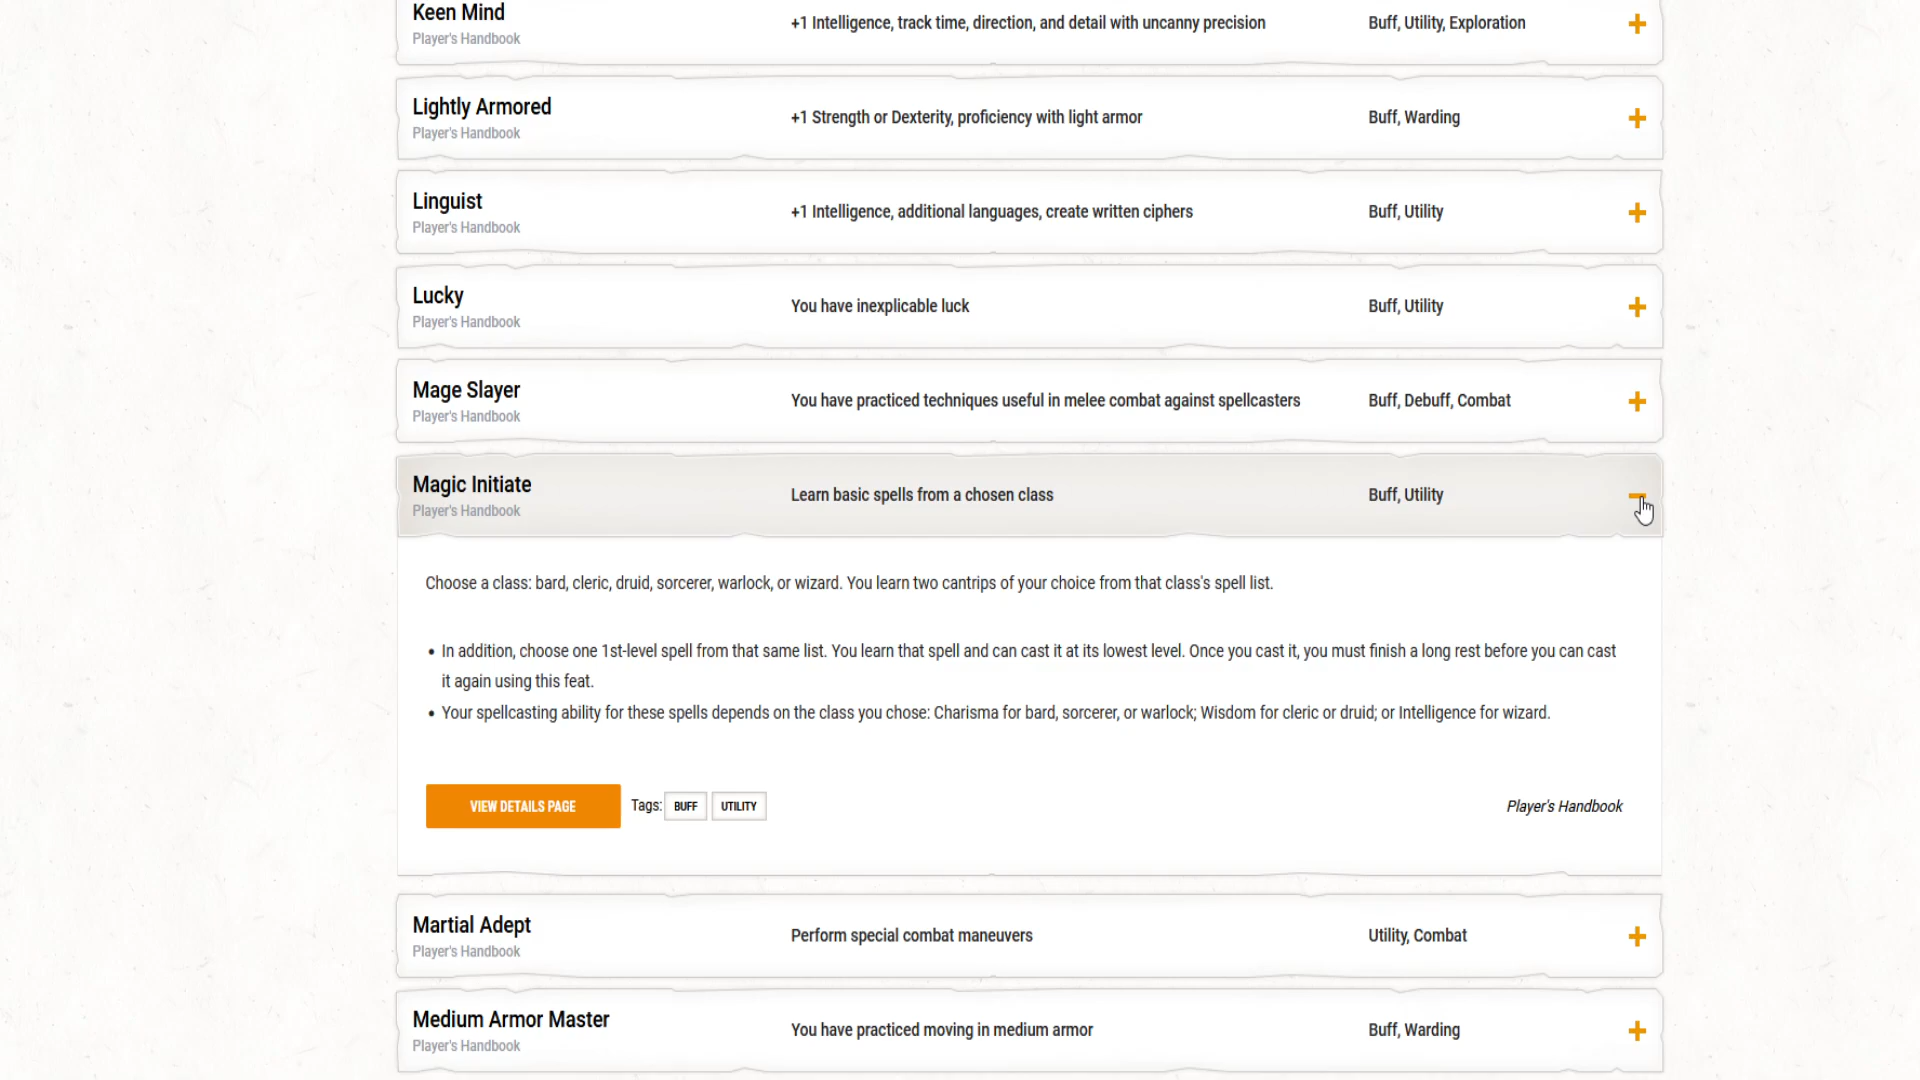 Keen Mind
Player's Handbook
+1 Intelligence, track time, direction, and detail with uncanny precision
Buff, Utility, Exploration
Lightly Armored
Player's Handbook
+1 Strength or Dexterity, proficiency with light armor
Buff, Warding
Linguist
Player's Handbook
+1 Intelligence, additional languages, create written ciphers
Buff, Utility
Lucky
Player's Handbook
You have inexplicable luck
Buff, Utility
Mage Slayer
Player's Handbook
You have practiced techniques useful in melee combat against spellcasters
Buff, Debuff, Combat
Magic Initiate
Player's Handbook
Learn basic spells from a chosen class
Buff, Utility
Choose a class: bard, cleric, druid, sorcerer, warlock, or wizard. You learn two cantrips of your choice from that class's spell list.
• In addition, choose one 1st-level spell from that same list. You learn that spell and can cast it at its lowest level. Once you cast it, you must finish a long rest before you can cast
it again using this feat.
• Your spellcasting ability for these spells depends on the class you chose: Charisma for bard, sorcerer, or warlock; Wisdom for cleric or druid; or Intelligence for wizard.
VIEW DETAILS PAGE
Tags: BUFF UTILITY
Player's Handbook
Martial Adept
Player's Handbook
Perform special combat maneuvers
Utility, Combat
Medium Armor Master
Player's Handbook
You have practiced moving in medium armor
Buff, Warding